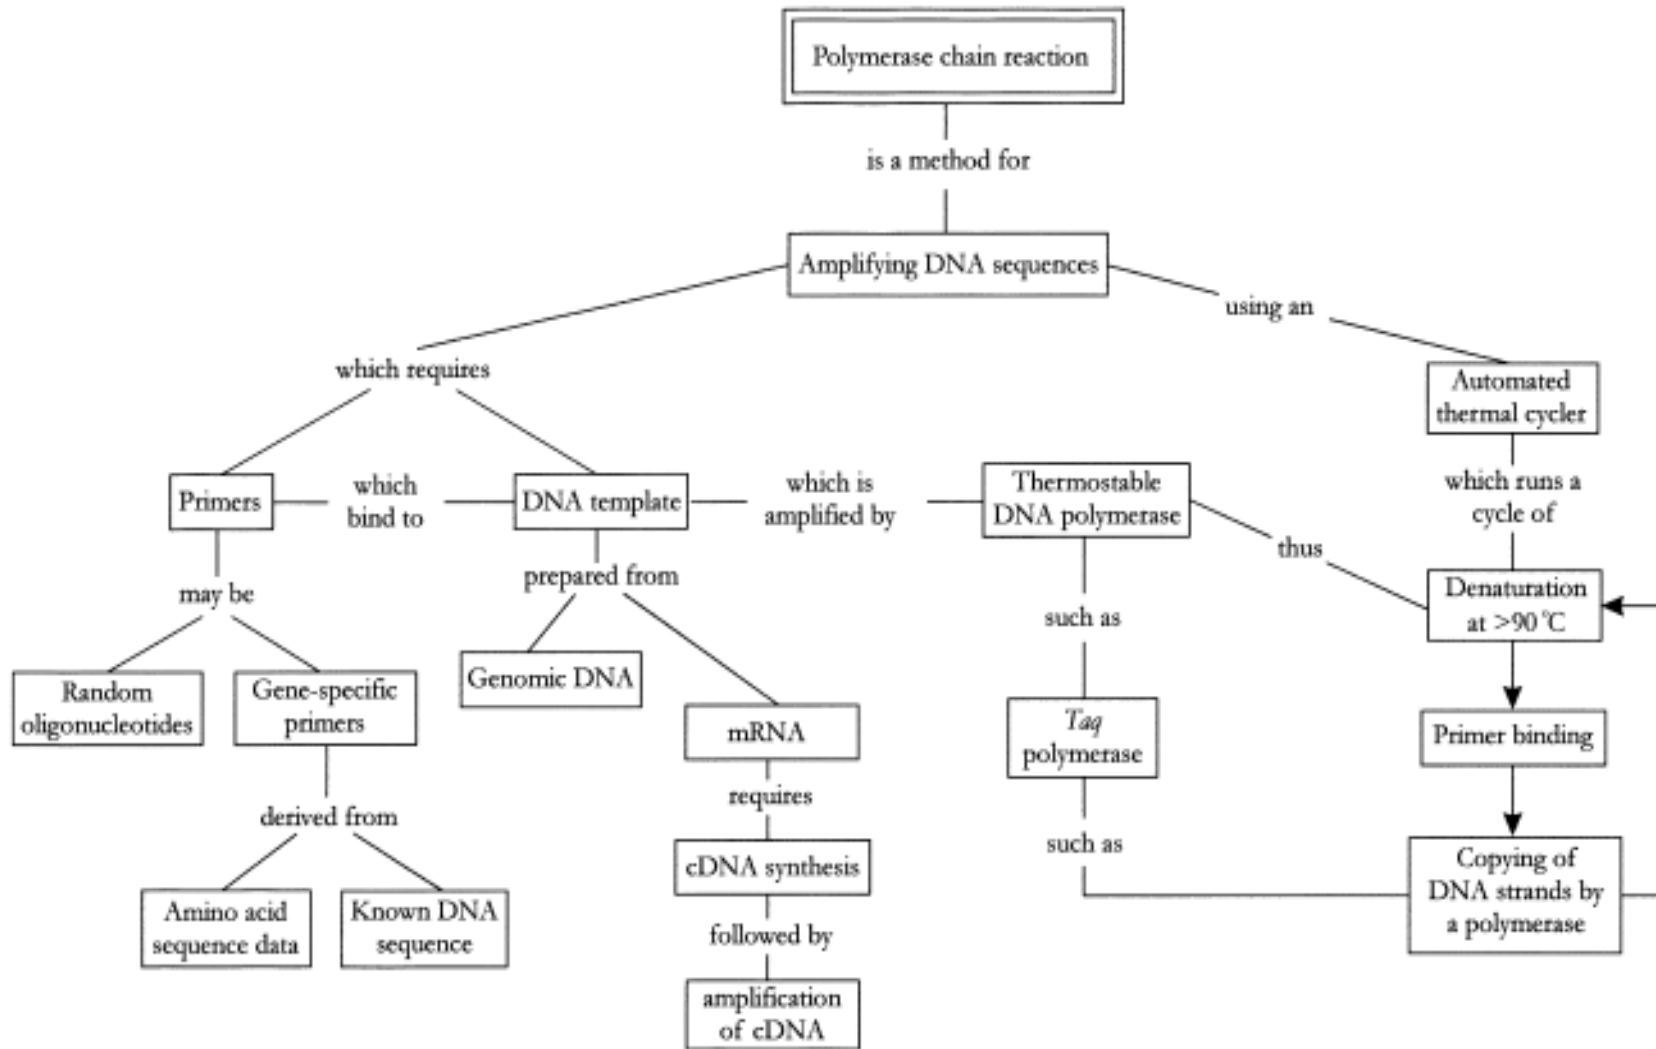 Polymerase chain reaction
is a method for
Amplifying DNA sequences
using an
which requires
Automated
thermal cycler
Primers
which
bind to
DNA template
which is
amplified by
Thermostable
DNA polymerase
which runs a
cycle of
thus
may be
prepared from
such as
Denaturation
at >90 °C
Random
oligonucleotides
Gene-specific
primers
Genomic DNA
mRNA
Taq
polymerase
Primer binding
requires
derived from
such as
cDNA synthesis
Copying of
DNA strands by
a polymerase
Amino acid
sequence data
Known DNA
sequence
followed by
amplification
of cDNA